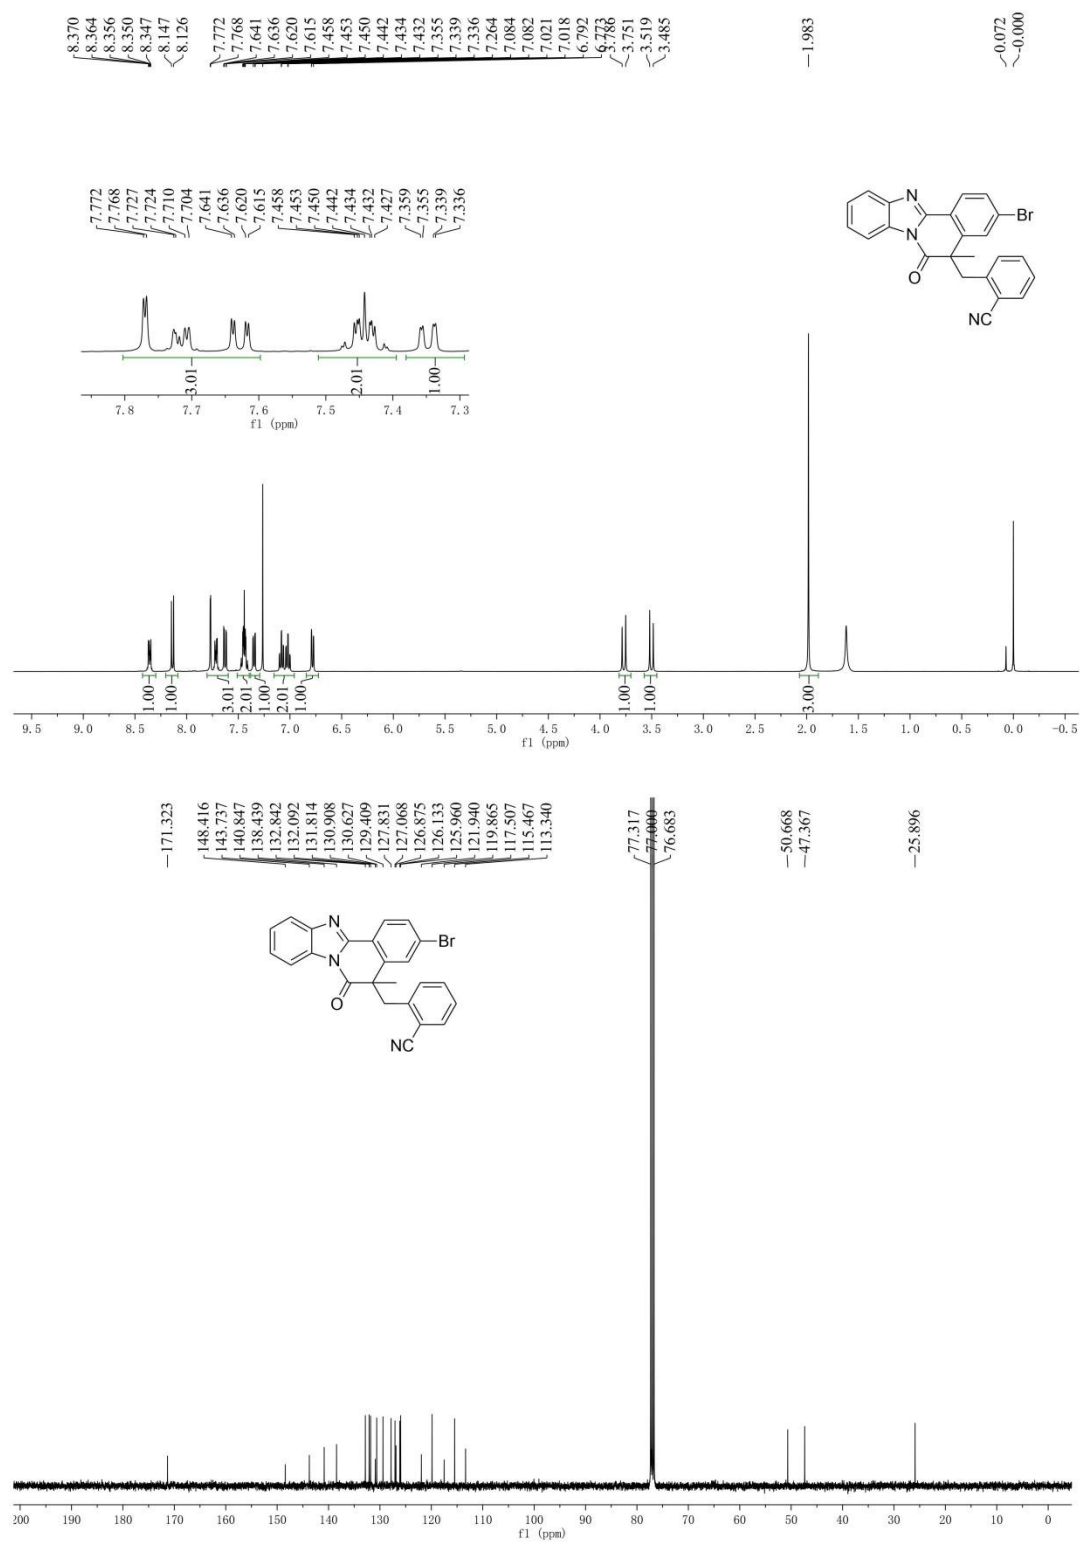 8.370 8.364 8.356 8.350 8.347 8.147 8.126 7.772 7.768 7.641 7.636 7.620 7.615 7.458 7.453 7.450 7.442 7.434 7.432 7.355 7.339 7.336 7.264 7.084 7.082 7.021 7.018 6.792 6.773 3.786 3.751 3.519 3.485 1.983 0.072 -0.000
7.772 7.768 7.727 7.724 7.710 7.704 7.641 7.636 7.620 7.615 7.458 7.453 7.450 7.442 7.434 7.432 7.427 7.359 7.355 7.339 7.336
N
Br
N
O
NC
3.01 2.01 1.00
7.8 7.7 7.6 7.5 7.4 7.3
f1 (ppm)
1.00 1.00 3.01 2.01 1.00 2.01 1.00 1.00 1.00 3.00
9.5 9.0 8.5 8.0 7.5 7.0 6.5 6.0 5.5 5.0 4.5 4.0 3.5 3.0 2.5 2.0 1.5 1.0 0.5 0.0 -0.5
f1 (ppm)
171.323 148.416 143.737 140.847 138.439 132.842 132.092 131.814 130.908 130.627 129.409 127.831 127.068 126.875 126.133 125.960 121.940 119.865 117.507 115.467 113.340 77.317 77.000 76.683 50.668 47.367 25.896
N
Br
N
O
NC
200 190 180 170 160 150 140 130 120 110 100 90 80 70 60 50 40 30 20 10 0
f1 (ppm)